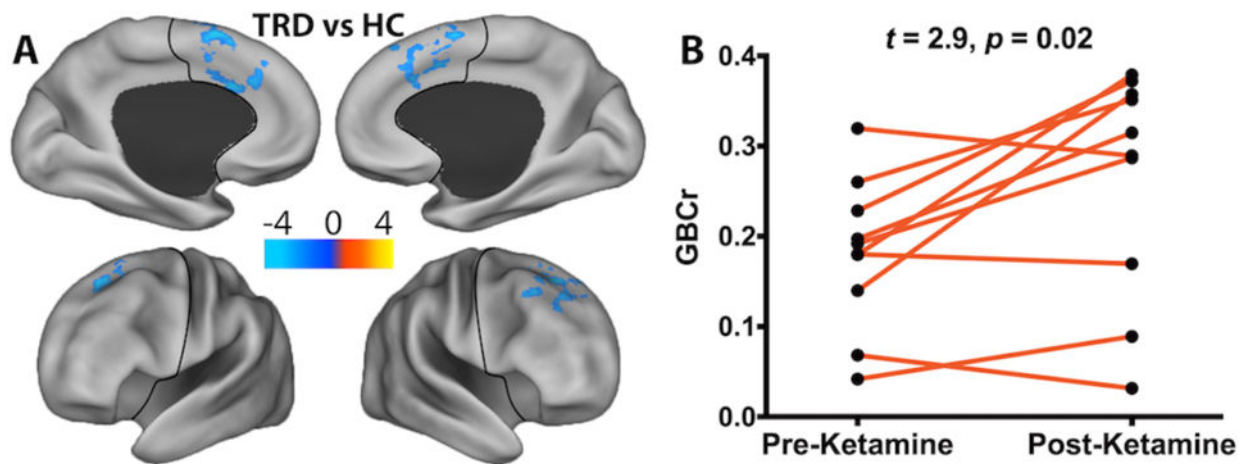 A
TRD vs HC
-4 0 4
B
t = 2.9, p = 0.02
GBCr
0.4
0.3
0.2
0.1
0.0
Pre-Ketamine
Post-Ketamine